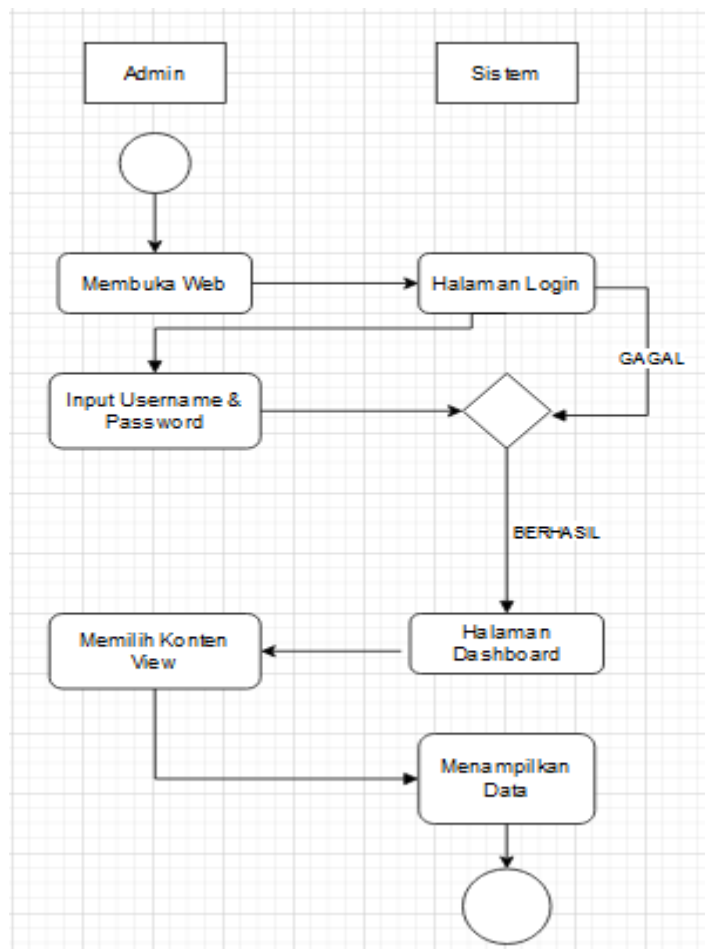 Admin
Sistem
Membuka Web
Halaman Login
GAGAL
Input Username &
Password
BERHASIL
Memilih Konten
View
Halaman
Dashboard
Menampilkan
Data